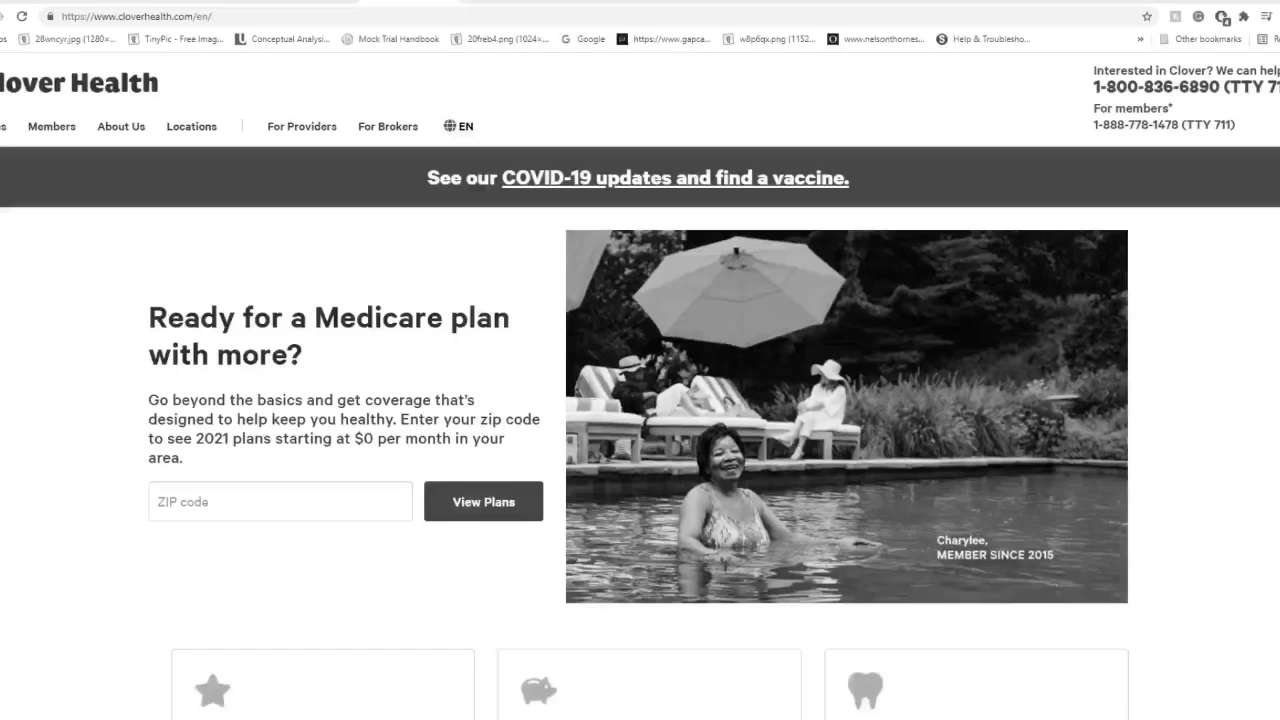 https://www.cloverhealth.com/en/
28wncyr.jpg (1280×...
TinyPic - Free Imag...
Conceptual Analysi...
Mock Trial Handbook
20freb4.png (1024×...
Google
https://www.gapca...
w8p6qx.png (1152...
www.nelsonthornes...
Help & Troublesho...
»
Other bookmarks
lover Health
Interested in Clover? We can help
1-800-836-6890 (TTY 71
For members*
1-888-778-1478 (TTY 711)
Members
About Us
Locations
For Providers
For Brokers
EN
See our COVID-19 updates and find a vaccine.
Ready for a Medicare plan
with more?
Go beyond the basics and get coverage that's
designed to help keep you healthy. Enter your zip code
to see 2021 plans starting at $0 per month in your
area.
ZIP code
View Plans
Charylee,
MEMBER SINCE 2015